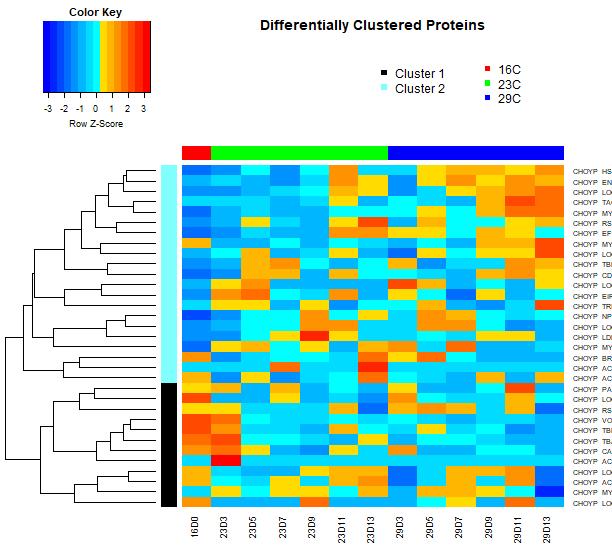 Color Key
Differentially Clustered Proteins
-3 -2 -1 0 1 2 3
Row Z-Score
Cluster 1
Cluster 2
16C
23C
29C
CHOYP HS
CHOYP EN
CHOYP LO
CHOYP TA
CHOYP MY
CHOYP RS
CHOYP EF
CHOYP MY
CHOYP LO
CHOYP TB
CHOYP CD
CHOYP LO
CHOYP EIF
CHOYP TR
CHOYP NP
CHOYP LO
CHOYP LD
CHOYP MY
CHOYP BR
CHOYP AC
CHOYP AC
CHOYP PA
CHOYP LO
CHOYP RS
CHOYP VO
CHOYP TB
CHOYP TB
CHOYP CA
CHOYP AC
CHOYP LO
CHOYP AC
CHOYP MY
CHOYP LO
16D0 23D3 23D5 23D7 23D9 23D11 23D13 29D3 29D5 29D7 29D9 29D11 29D13